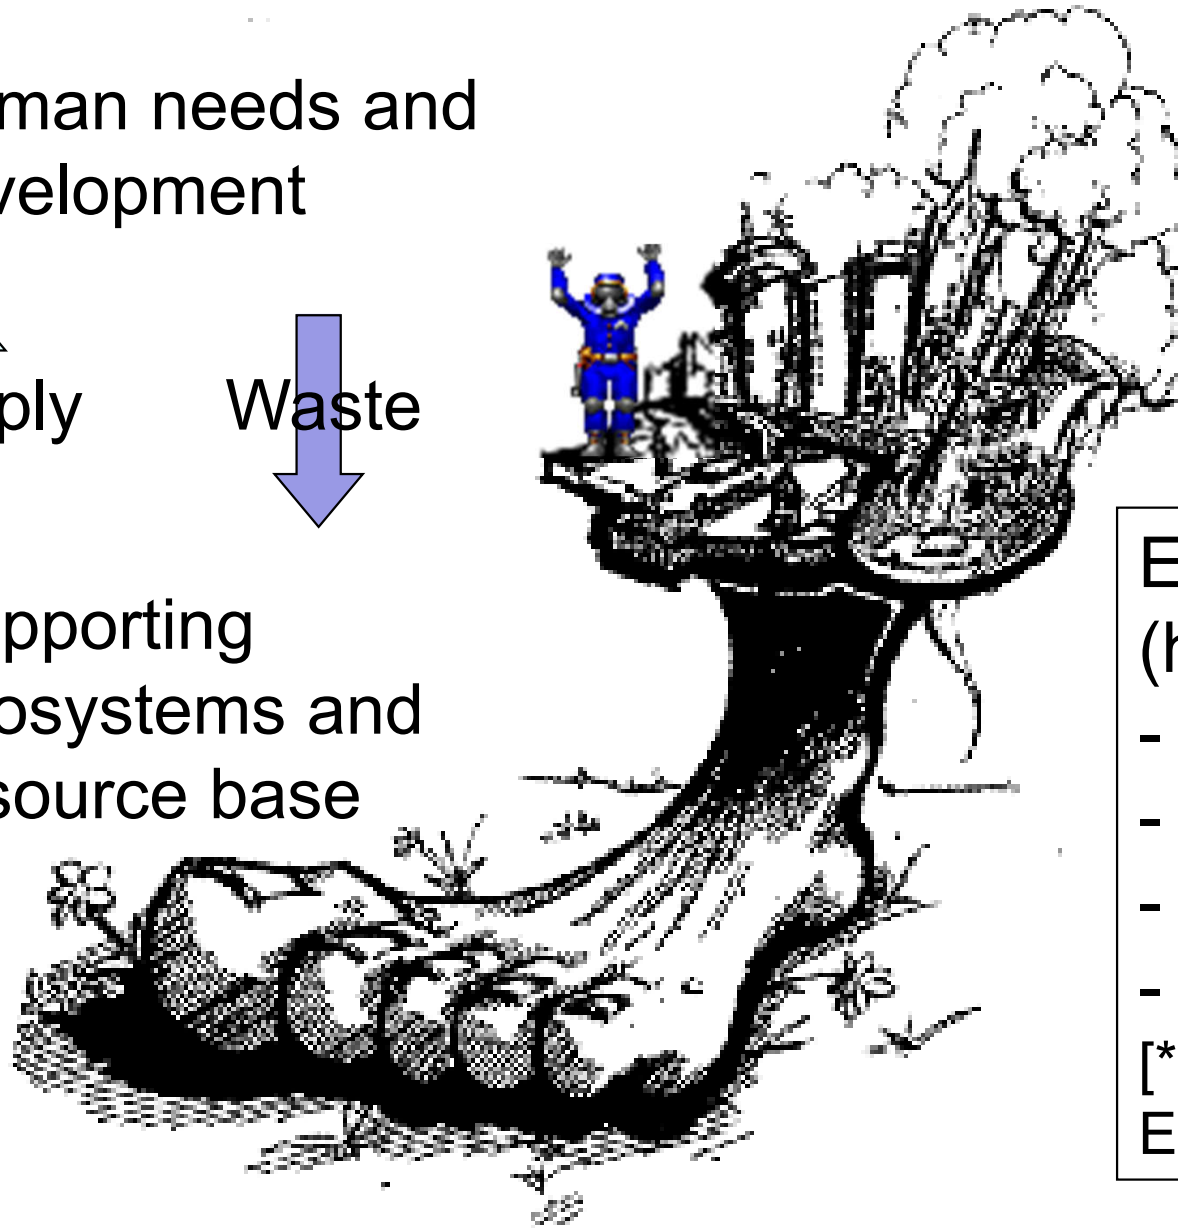 man needs and
velopment
ply Waste
pporting
osystems and
source base
E
(h
-
-
-
-
[*
E